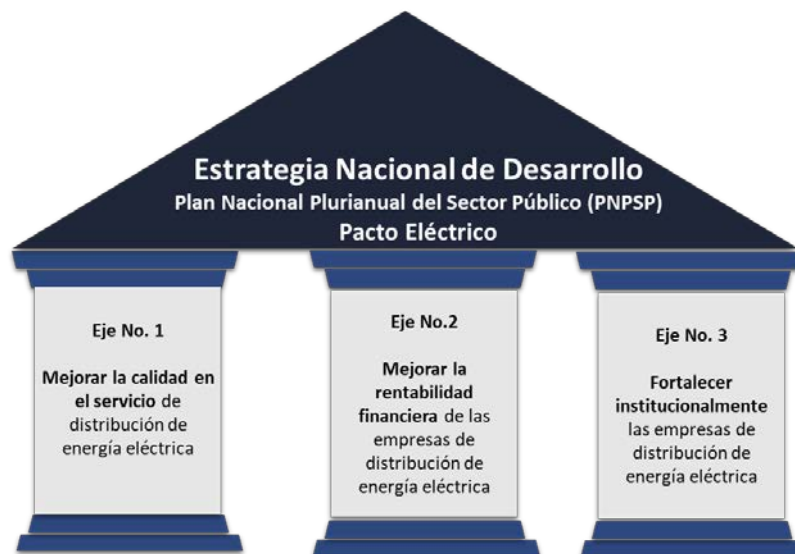 Estrategia Nacional de Desarrollo
Plan Nacional Plurianual del Sector Público (PNPSP)
Pacto Eléctrico
Eje No. 1
Mejorar la calidad en
el servicio de
distribución de
energía eléctrica
Eje No.2
Mejorar la
rentabilidad
financiera de las
empresas de
distribución de
energía eléctrica
Eje No. 3
Fortalecer
institucionalmente
las empresas de
distribución de
energía eléctrica